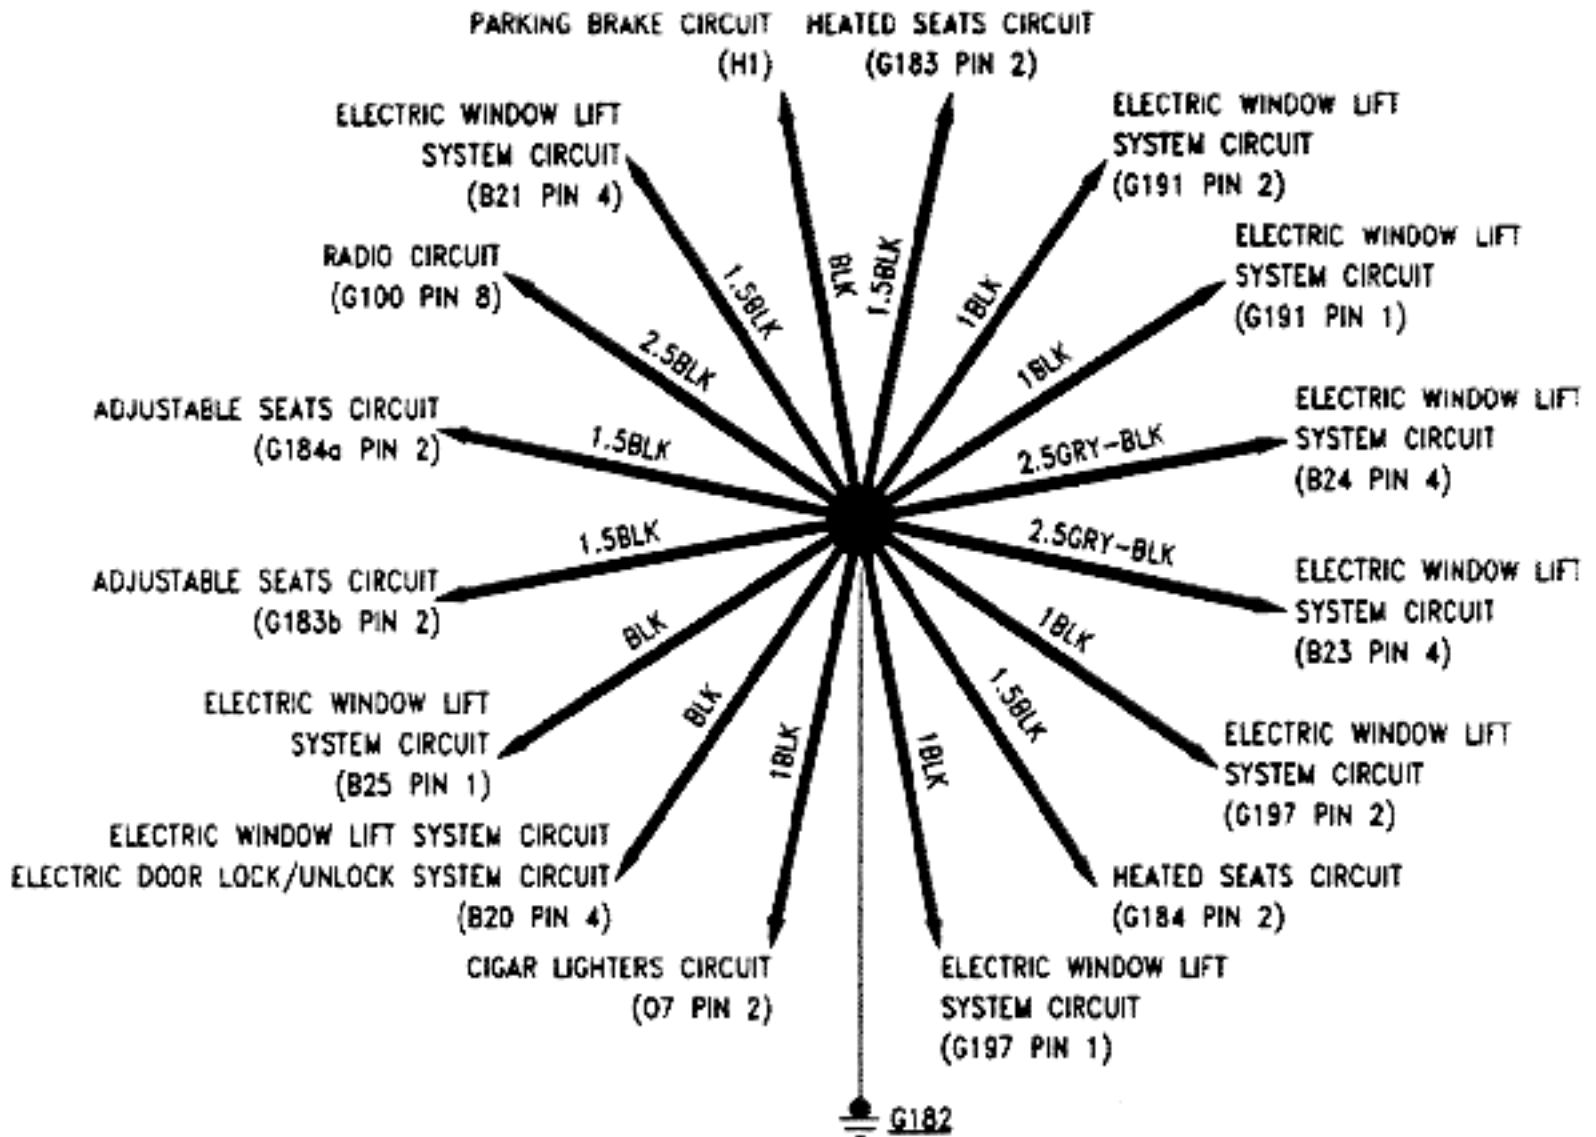 PARKING BRAKE CIRCUIT
(H1)
HEATED SEATS CIRCUIT
(G183 PIN 2)
ELECTRIC WINDOW LIFT
SYSTEM CIRCUIT
(B21 PIN 4)
ELECTRIC WINDOW LIFT
SYSTEM CIRCUIT
(G191 PIN 2)
RADIO CIRCUIT
(G100 PIN 8)
ELECTRIC WINDOW LIFT
SYSTEM CIRCUIT
(G191 PIN 1)
1.5BLK
BLK
1.5BLK
1BLK
2.5BLK
1BLK
ADJUSTABLE SEATS CIRCUIT
(G184a PIN 2)
1.5BLK
2.5GRY-BLK
ELECTRIC WINDOW LIFT
SYSTEM CIRCUIT
(B24 PIN 4)
ADJUSTABLE SEATS CIRCUIT
(G183b PIN 2)
1.5BLK
2.5GRY-BLK
ELECTRIC WINDOW LIFT
SYSTEM CIRCUIT
(B23 PIN 4)
BLK
BLK
1BLK
1BLK
1.5BLK
1BLK
ELECTRIC WINDOW LIFT
SYSTEM CIRCUIT
(B25 PIN 1)
ELECTRIC WINDOW LIFT
SYSTEM CIRCUIT
(G197 PIN 2)
ELECTRIC WINDOW LIFT SYSTEM CIRCUIT
ELECTRIC DOOR LOCK/UNLOCK SYSTEM CIRCUIT
(B20 PIN 4)
HEATED SEATS CIRCUIT
(G184 PIN 2)
CIGAR LIGHTERS CIRCUIT
(O7 PIN 2)
ELECTRIC WINDOW LIFT
SYSTEM CIRCUIT
(G197 PIN 1)
G182